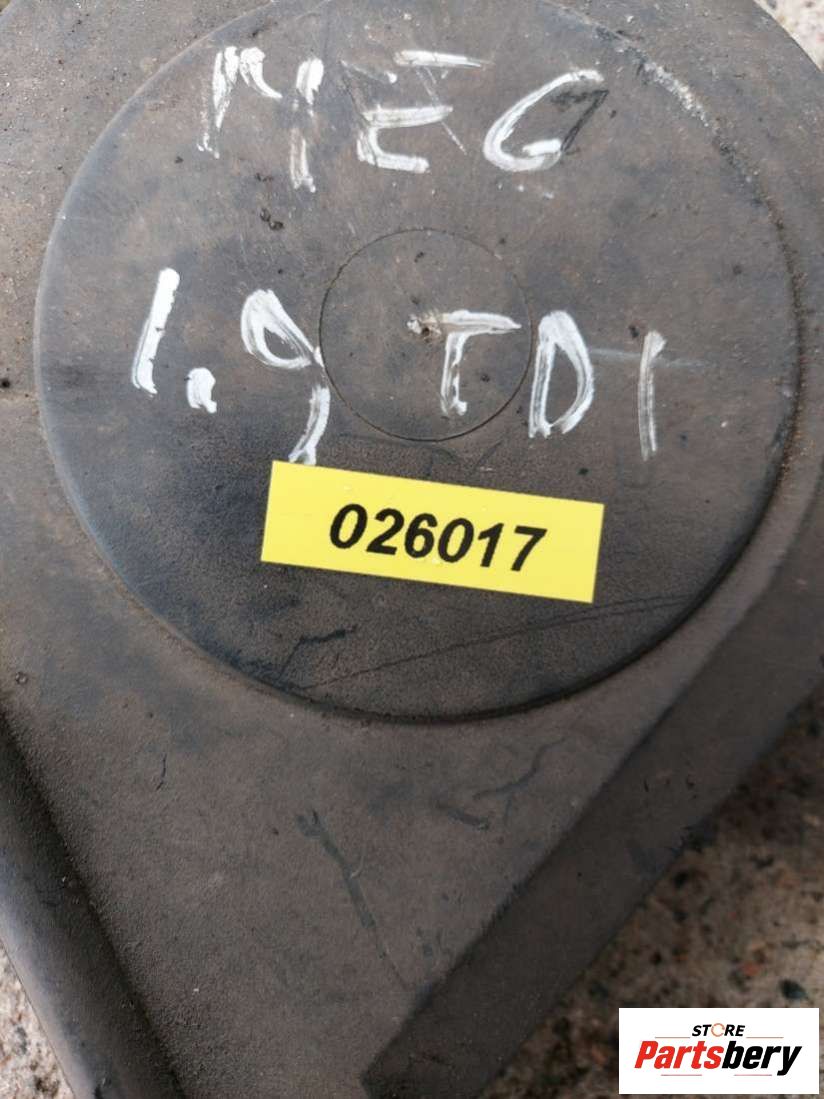 MEG
1.9 TDI
026017
STORE
Partsbery